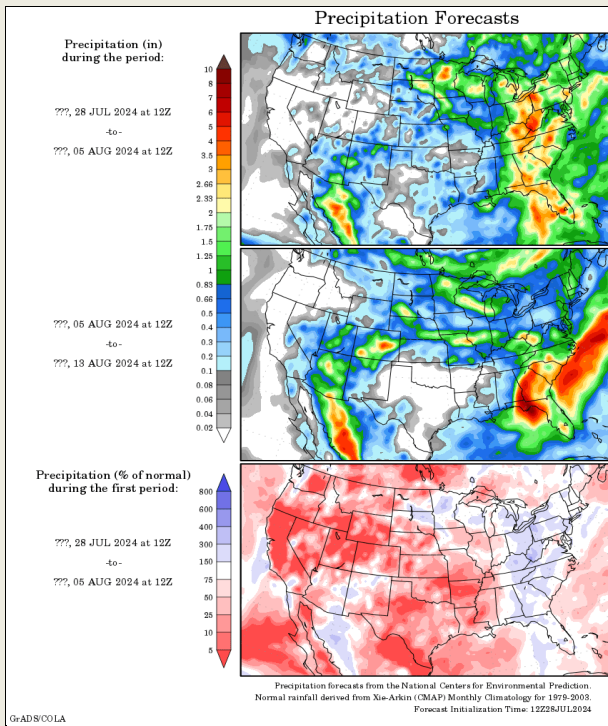 Precipitation Forecasts
Precipitation (in)
during the period:
???, 28 JUL 2024 at 12Z
-to-
???, 05 AUG 2024 at 12Z
10
8
7
6
5
4
3.5
3
2.66
2.33
2
1.75
1.5
1.25
1
0.83
0.66
0.5
0.4
0.3
0.2
0.1
0.08
0.06
0.04
0.02
???, 05 AUG 2024 at 12Z
-to-
???, 13 AUG 2024 at 12Z
Precipitation (% of normal)
during the first period:
???, 28 JUL 2024 at 12Z
-to-
???, 05 AUG 2024 at 12Z
800
600
400
300
150
75
50
25
10
5
Precipitation forecasts from the National Centers for Environmental Prediction.
Normal rainfall derived from Xie-Arkin (CMAP) Monthly Climatology for 1979-2003.
Forecast Initialization Time: 12Z28JUL2024
GrADS/COLA